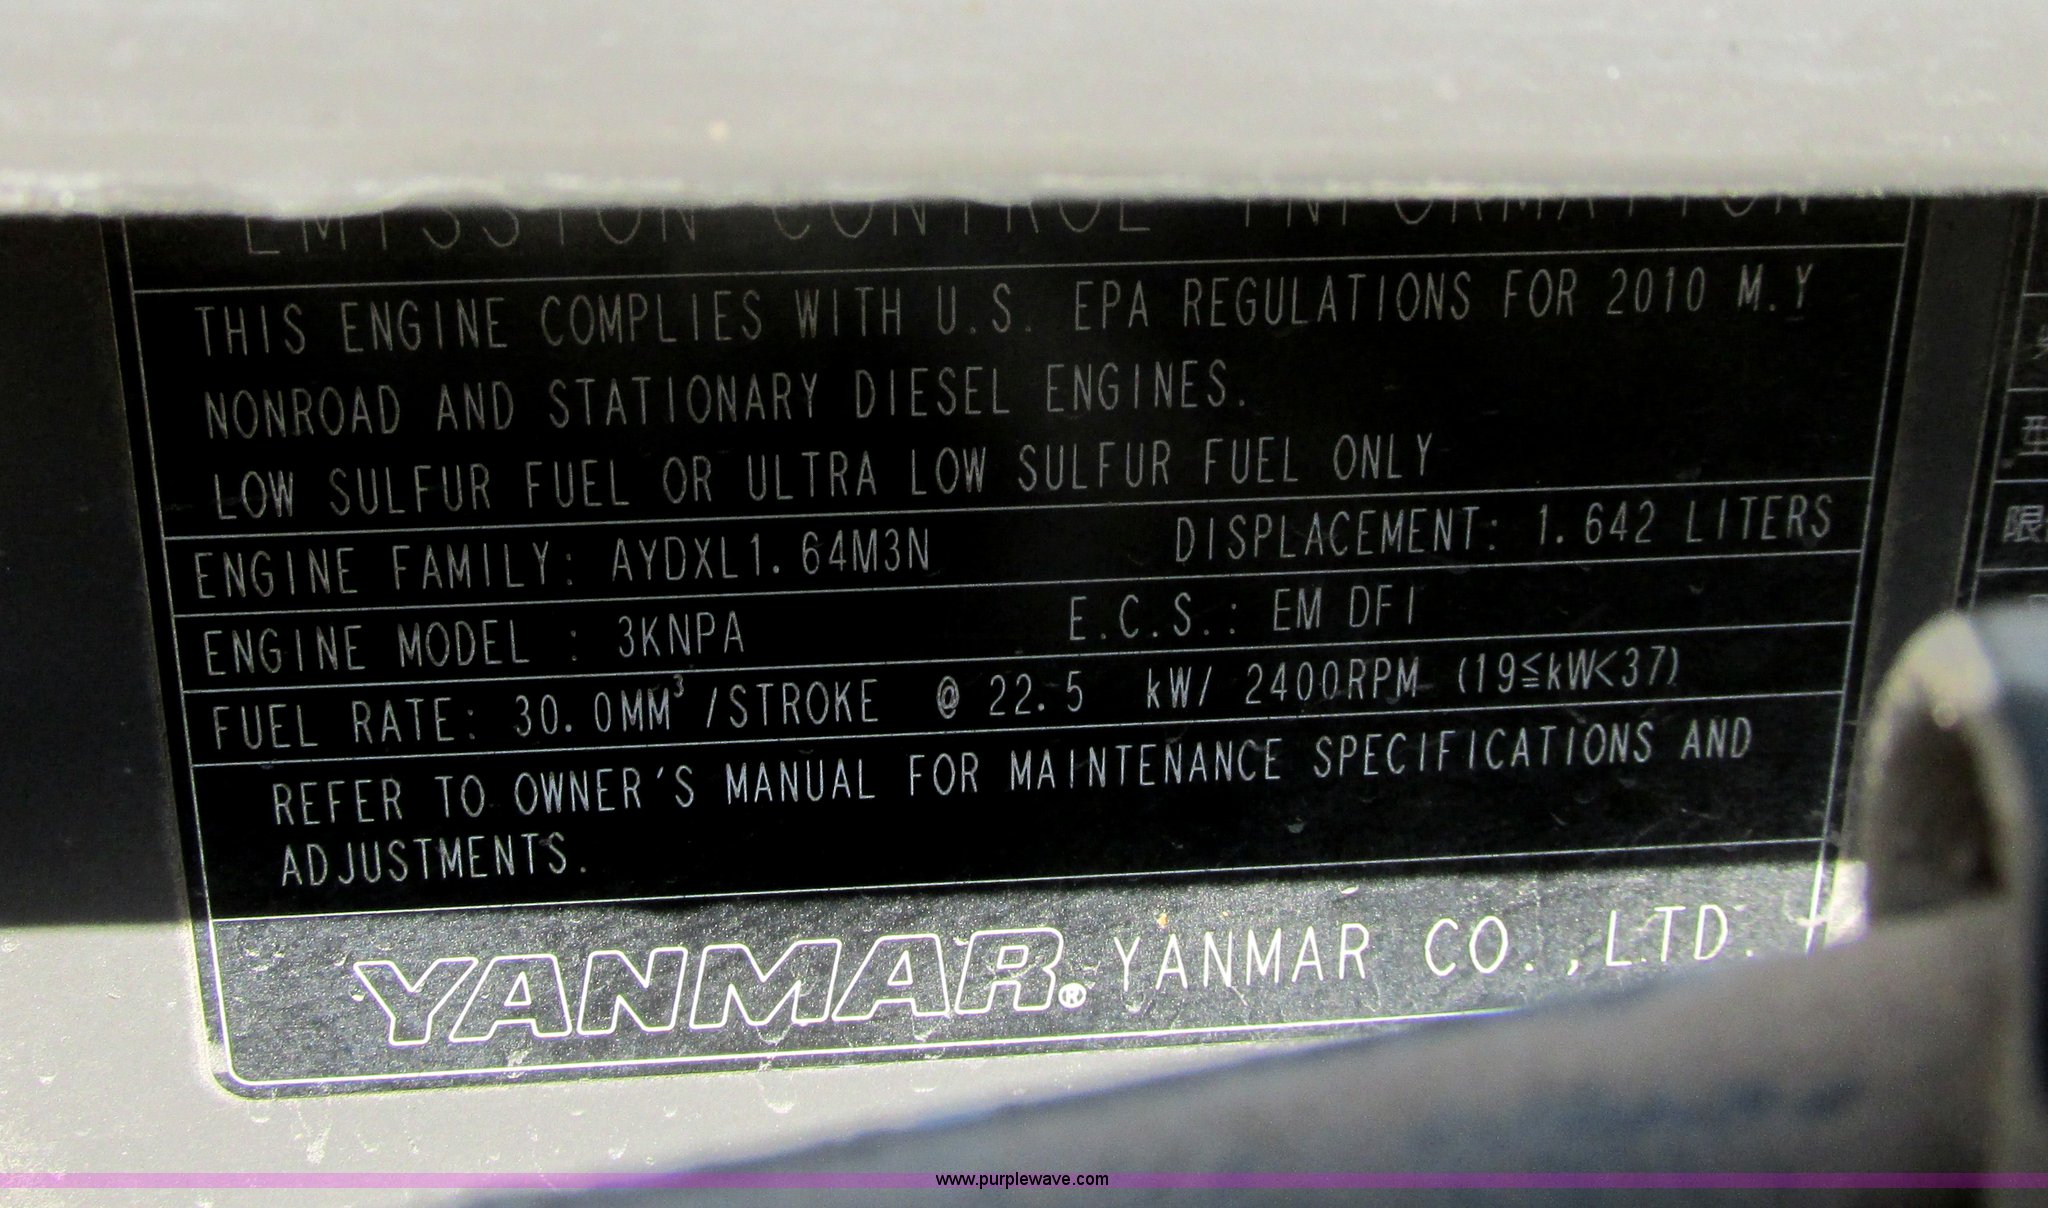 EMISSION CONTROL INFORMATION
THIS ENGINE COMPLIES WITH U.S. EPA REGULATIONS FOR 2010 M.Y
NONROAD AND STATIONARY DIESEL ENGINES.
LOW SULFUR FUEL OR ULTRA LOW SULFUR FUEL ONLY
ENGINE FAMILY: AYDXL1.64M3N DISPLACEMENT: 1.642 LITERS
ENGINE MODEL : 3KNPA E.C.S.: EM DFI
FUEL RATE: 30.0MM³/STROKE @ 22.5 kW/ 2400RPM (19≦kW<37)
REFER TO OWNER'S MANUAL FOR MAINTENANCE SPECIFICATIONS AND
ADJUSTMENTS.
YANMAR® YANMAR CO.,LTD.
型
限
www.purplewave.com